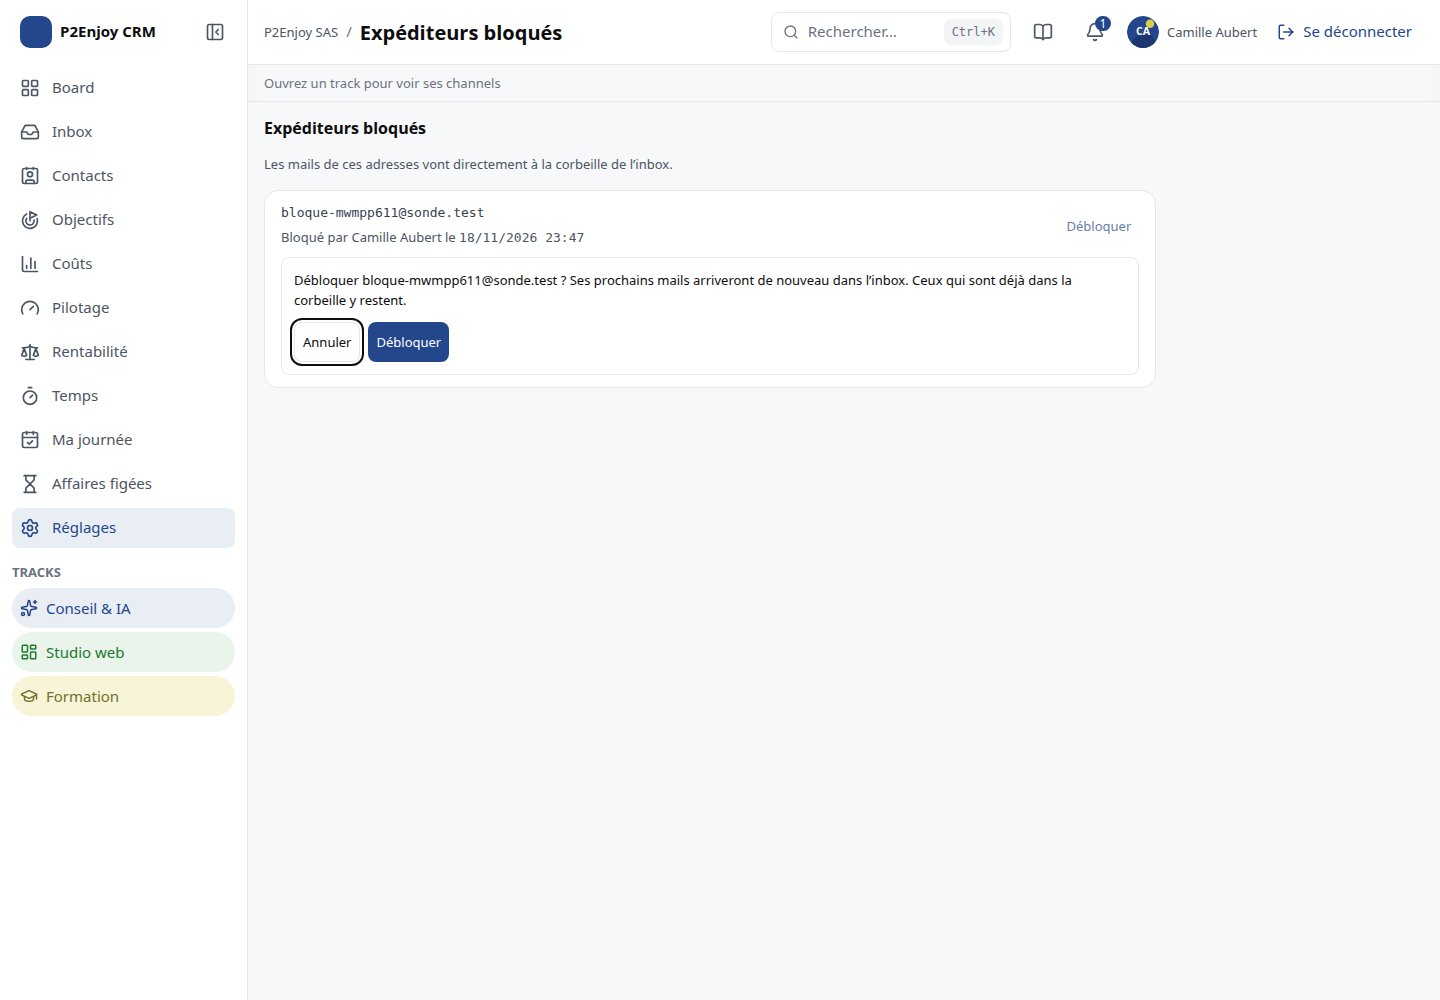 P2Enjoy CRM
Board
Inbox
Contacts
Objectifs
Coûts
Pilotage
Rentabilité
Temps
Ma journée
Affaires figées
Réglages
TRACKS
Conseil & IA
Studio web
Formation
P2Enjoy SAS / Expéditeurs bloqués
Rechercher... Ctrl+K
1
CA
Camille Aubert
Se déconnecter
Ouvrez un track pour voir ses channels
Expéditeurs bloqués
Les mails de ces adresses vont directement à la corbeille de l’inbox.
bloque-mwmpp611@sonde.test
Bloqué par Camille Aubert le 18/11/2026 23:47
Débloquer
Débloquer bloque-mwmpp611@sonde.test ? Ses prochains mails arriveront de nouveau dans l’inbox. Ceux qui sont déjà dans la
corbeille y restent.
Annuler
Débloquer